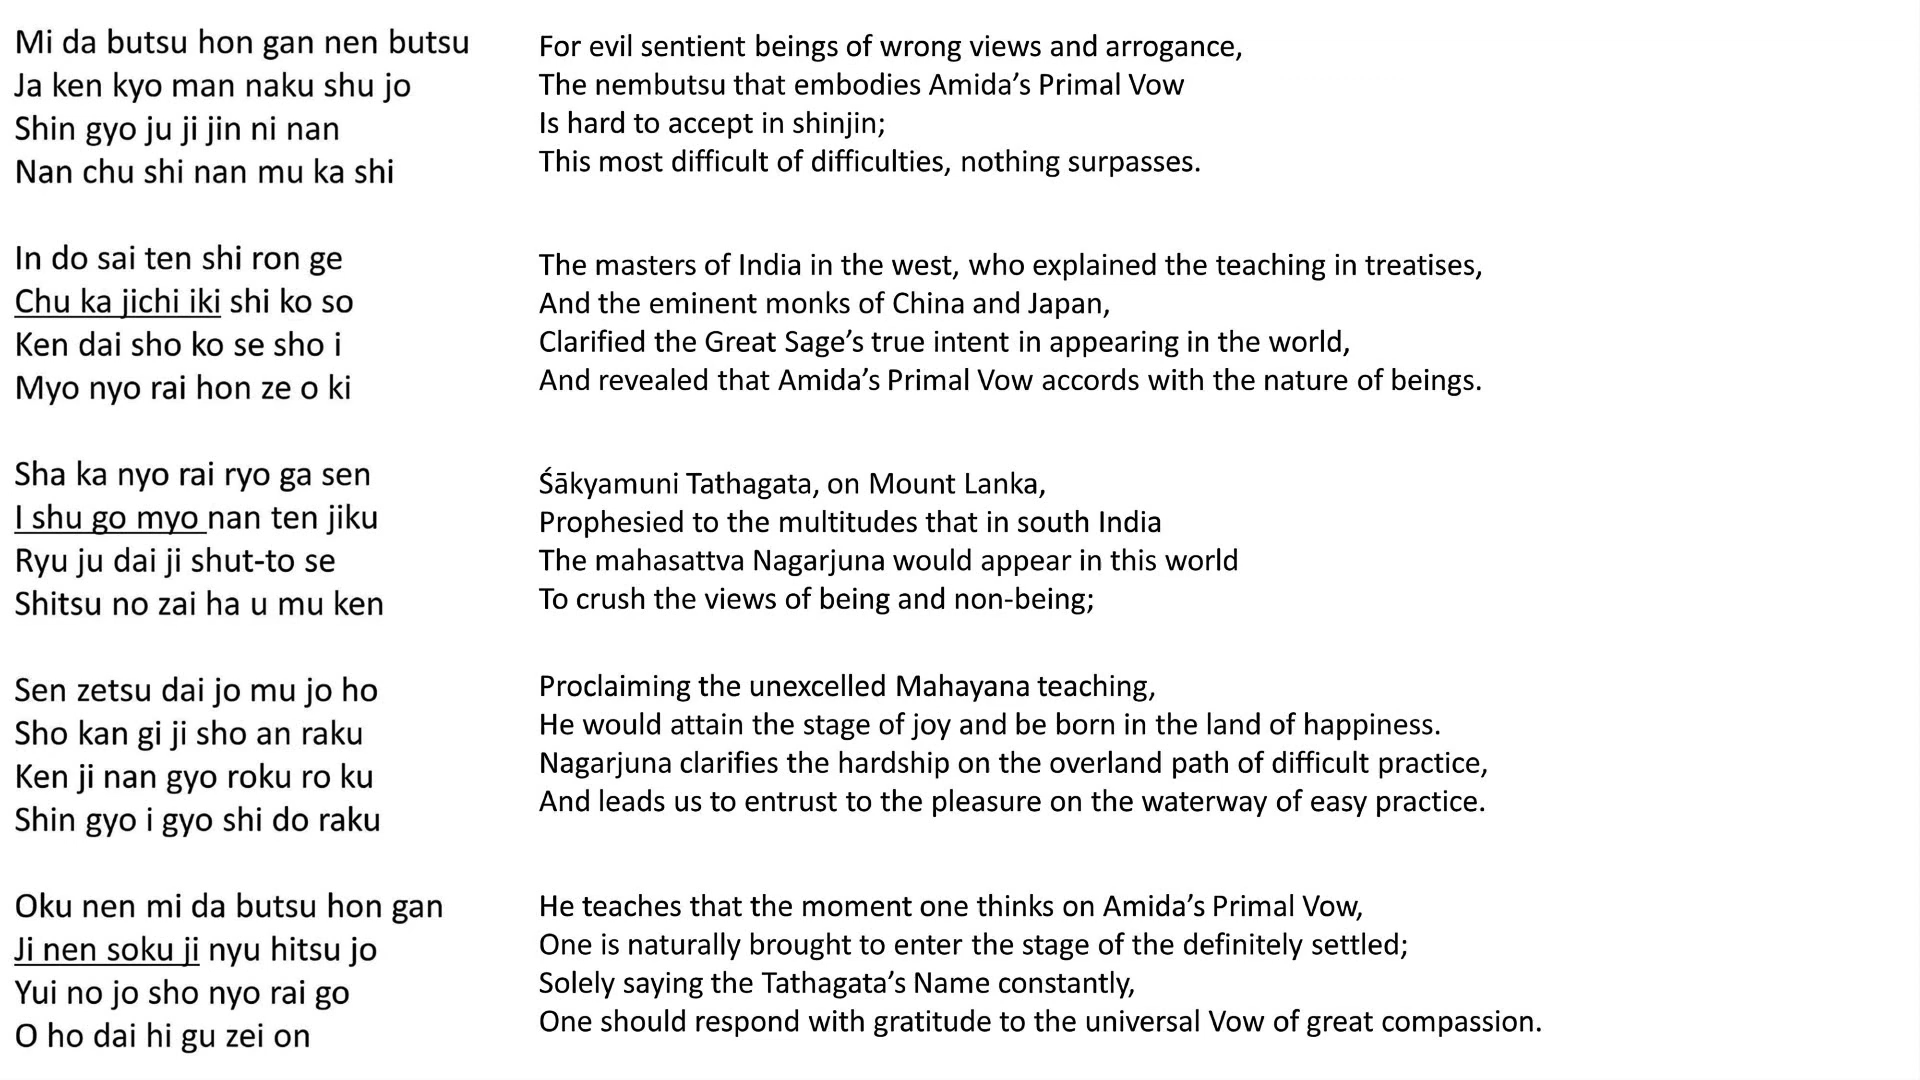 Mi da butsu hon gan nen butsu
Ja ken kyo man naku shu jo
Shin gyo ju ji jin ni nan
Nan chu shi nan mu ka shi
For evil sentient beings of wrong views and arrogance,
The nembutsu that embodies Amida’s Primal Vow
Is hard to accept in shinjin;
This most difficult of difficulties, nothing surpasses.
In do sai ten shi ron ge
Chu ka jichi iki shi ko so
Ken dai sho ko se sho i
Myo nyo rai hon ze o ki
The masters of India in the west, who explained the teaching in treatises,
And the eminent monks of China and Japan,
Clarified the Great Sage’s true intent in appearing in the world,
And revealed that Amida’s Primal Vow accords with the nature of beings.
Sha ka nyo rai ryo ga sen
I shu go myo nan ten jiku
Ryu ju dai ji shut-to se
Shitsu no zai ha u mu ken
Śākyamuni Tathagata, on Mount Lanka,
Prophesied to the multitudes that in south India
The mahasattva Nagarjuna would appear in this world
To crush the views of being and non-being;
Sen zetsu dai jo mu jo ho
Sho kan gi ji sho an raku
Ken ji nan gyo roku ro ku
Shin gyo i gyo shi do raku
Proclaiming the unexcelled Mahayana teaching,
He would attain the stage of joy and be born in the land of happiness.
Nagarjuna clarifies the hardship on the overland path of difficult practice,
And leads us to entrust to the pleasure on the waterway of easy practice.
Oku nen mi da butsu hon gan
Ji nen soku ji nyu hitsu jo
Yui no jo sho nyo rai go
O ho dai hi gu zei on
He teaches that the moment one thinks on Amida’s Primal Vow,
One is naturally brought to enter the stage of the definitely settled;
Solely saying the Tathagata’s Name constantly,
One should respond with gratitude to the universal Vow of great compassion.